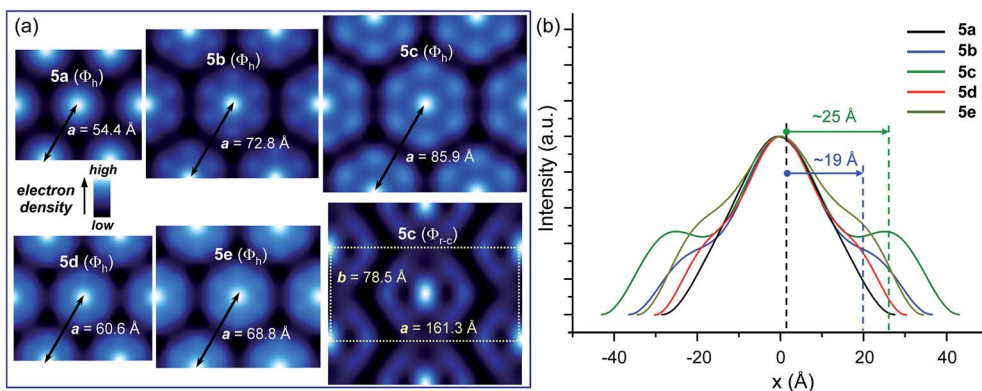 (a)
5a (Φh)
a = 54.4 Å
5b (Φh)
a = 72.8 Å
5c (Φh)
a = 85.9 Å
high
electron
density
low
5d (Φh)
a = 60.6 Å
5e (Φh)
a = 68.8 Å
5c (Φr-c)
b = 78.5 Å
a = 161.3 Å
(b)
5a
5b
5c
5d
5e
~25 Å
~19 Å
Intensity (a.u.)
-40 -20 0 20 40
x (Å)